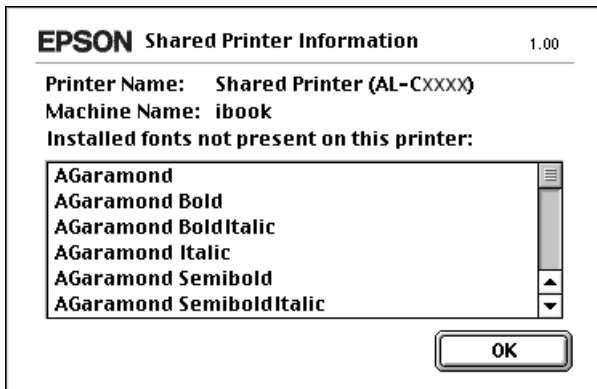 EPSON Shared Printer Information 1.00
Printer Name: Shared Printer (AL-CXXXX)
Machine Name: ibook
Installed fonts not present on this printer:
AGaramond
AGaramond Bold
AGaramond BoldItalic
AGaramond Italic
AGaramond Semibold
AGaramond SemiboldItalic
OK